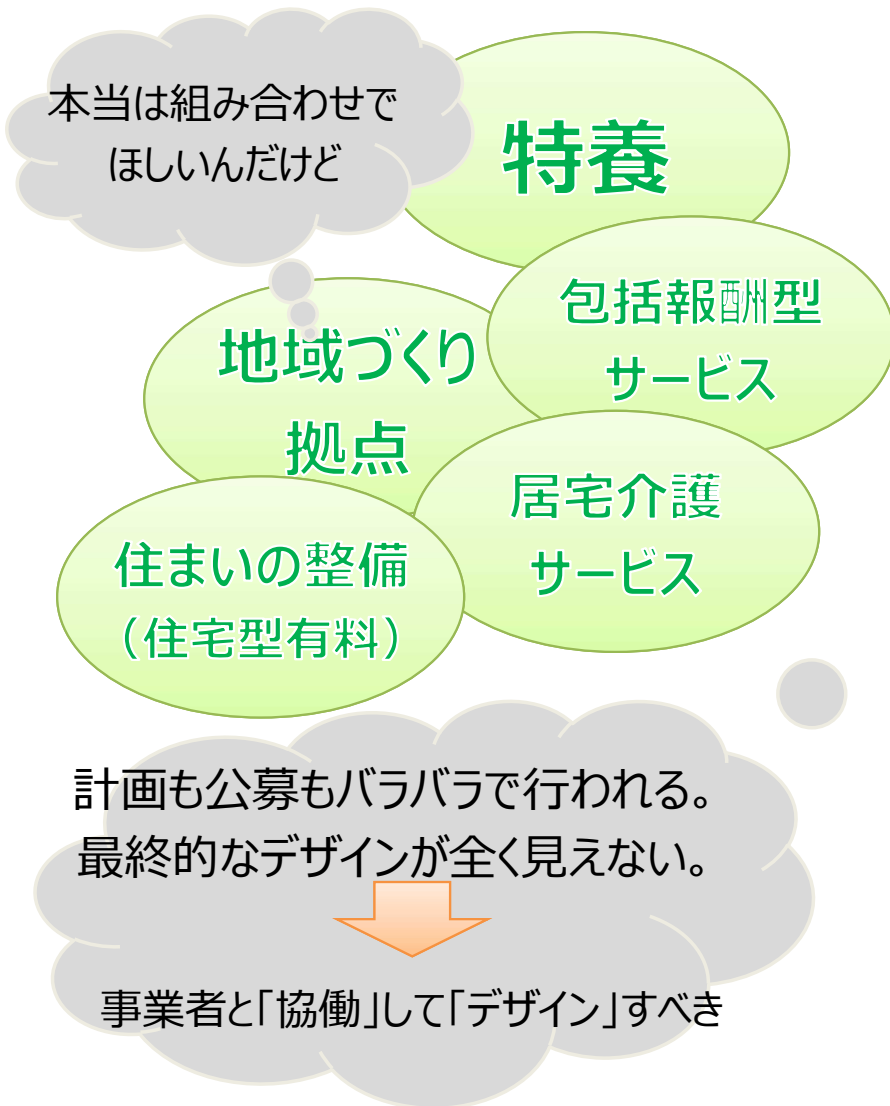 本当は組み合わせで
ほしいんだけど
特養
包括報酬型
サービス
地域づくり
拠点
居宅介護
サービス
住まいの整備
（住宅型有料）
計画も公募もバラバラで行われる。
最終的なデザインが全く見えない。
事業者と「協働」して「デザイン」すべき